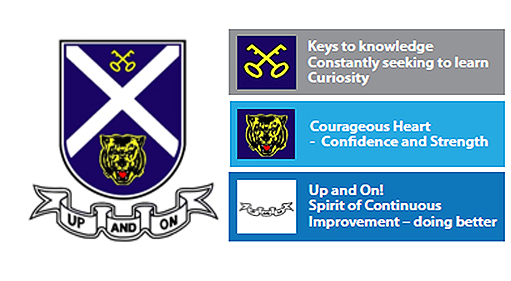 UP AND ON
Keys to knowledge
Constantly seeking to learn
Curiosity
Courageous Heart
- Confidence and Strength
Up and On!
Spirit of Continuous
Improvement – doing better